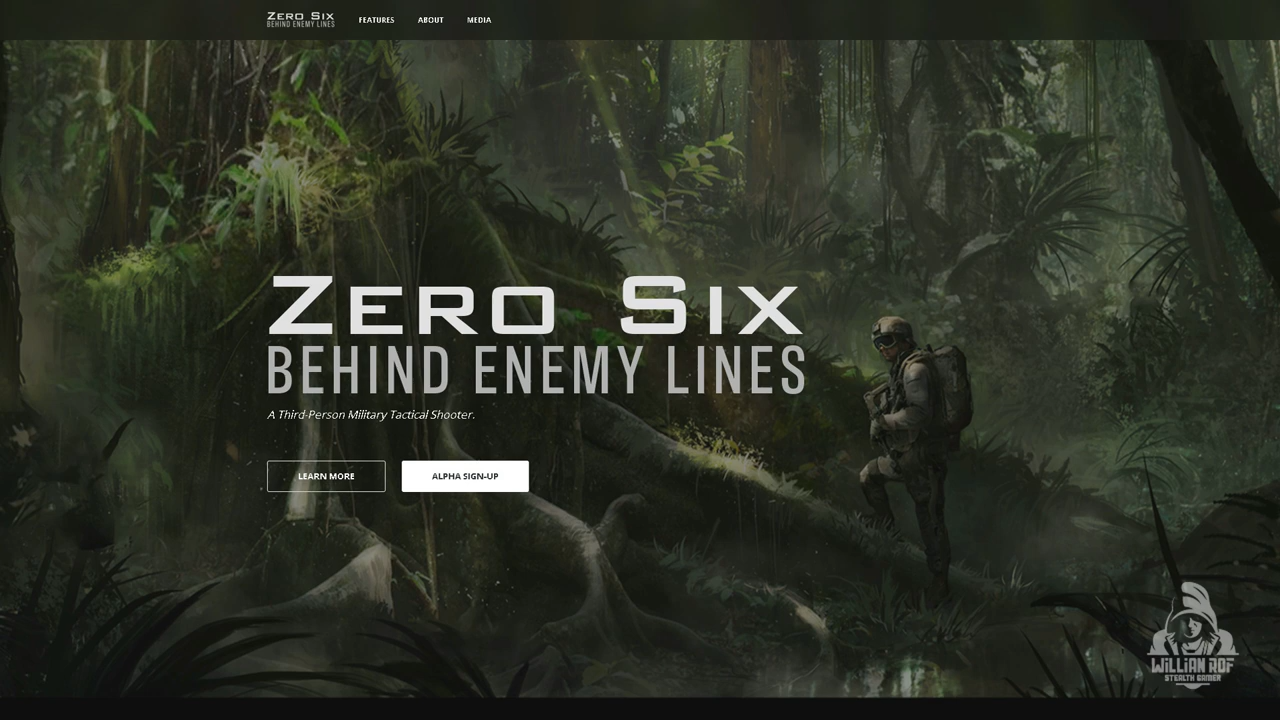 ZERO SIX
BEHIND ENEMY LINES
FEATURES
ABOUT
MEDIA
ZERO SIX
BEHIND ENEMY LINES
A Third-Person Military Tactical Shooter.
LEARN MORE
ALPHA SIGN-UP
WILLIAN ROF
STEALTH GAMER